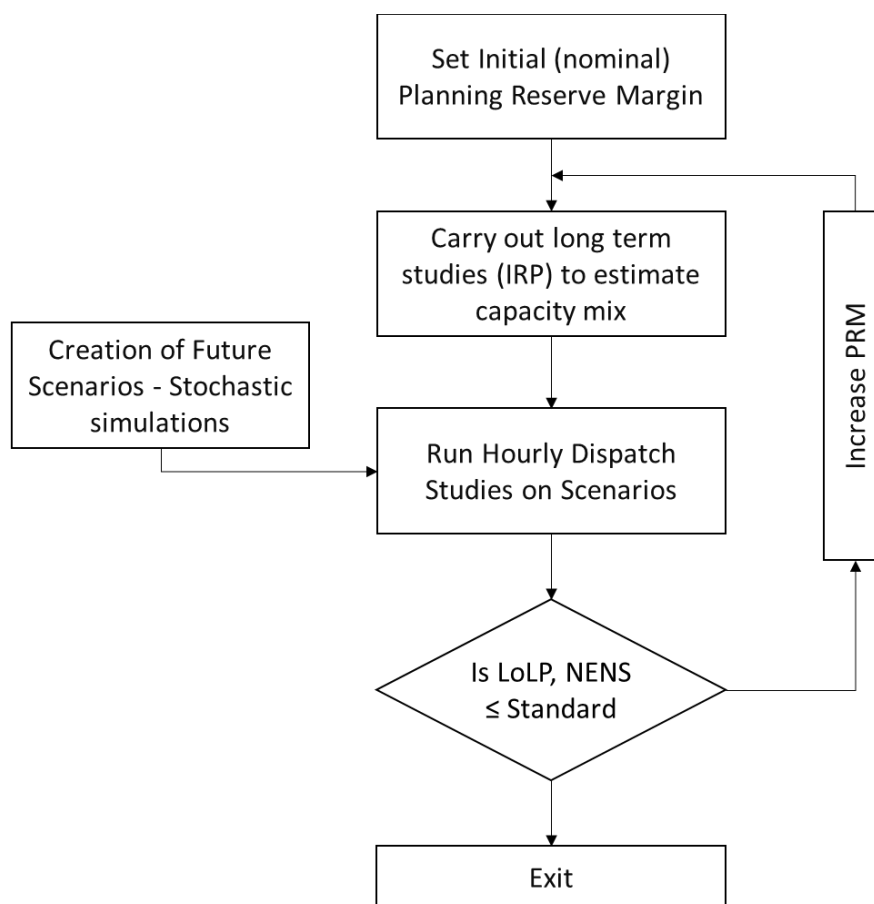 Set Initial (nominal)
Planning Reserve Margin
Carry out long term
studies (IRP) to estimate
capacity mix
Creation of Future
Scenarios - Stochastic
simulations
Run Hourly Dispatch
Studies on Scenarios
Increase PRM
Is LoLP, NENS
≤ Standard
Exit